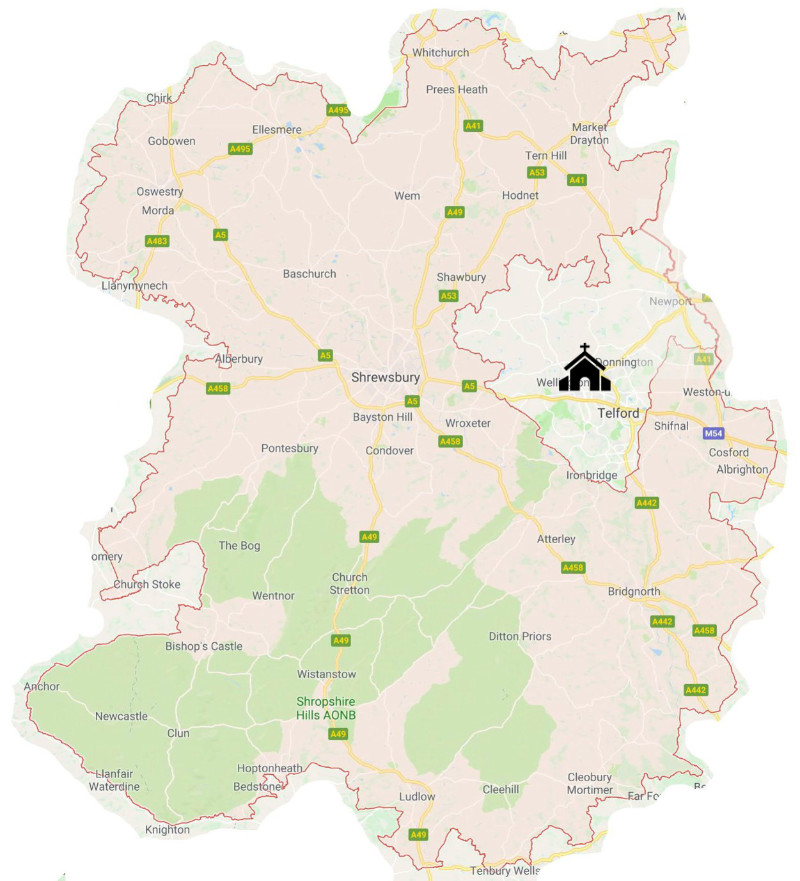 M
Whitchurch
Prees Heath
Chirk
A495
Ellesmere
A41
Market
Drayton
Gobowen
A495
Tern Hill
A53
A41
Oswestry
Wem
Hodnet
Morda
A49
A5
A483
Baschurch
Shawbury
Llanymynech
A53
Newport
Alberbury
A5
Donnington
A41
Shrewsbury
A458
A5
Weston-u
A5
Bayston Hill
Telford
Wroxeter
Shifnal
M54
A458
Pontesbury
Condover
Cosford
Albrighton
Ironbridge
A442
The Bog
A49
Atterley
omery
A458
Church Stoke
Church
Stretton
Wentnor
Bridgnorth
A442
A458
Ditton Priors
Bishop's Castle
A49
Wistanstow
Anchor
A442
Shropshire
Hills AONB
Newcastle
Clun
A49
Hoptonheath
Llanfair
Waterdine
Bedstone
Cleobury
Mortimer
Cleehill
Ludlow
Knighton
A49
Tenbury Wells